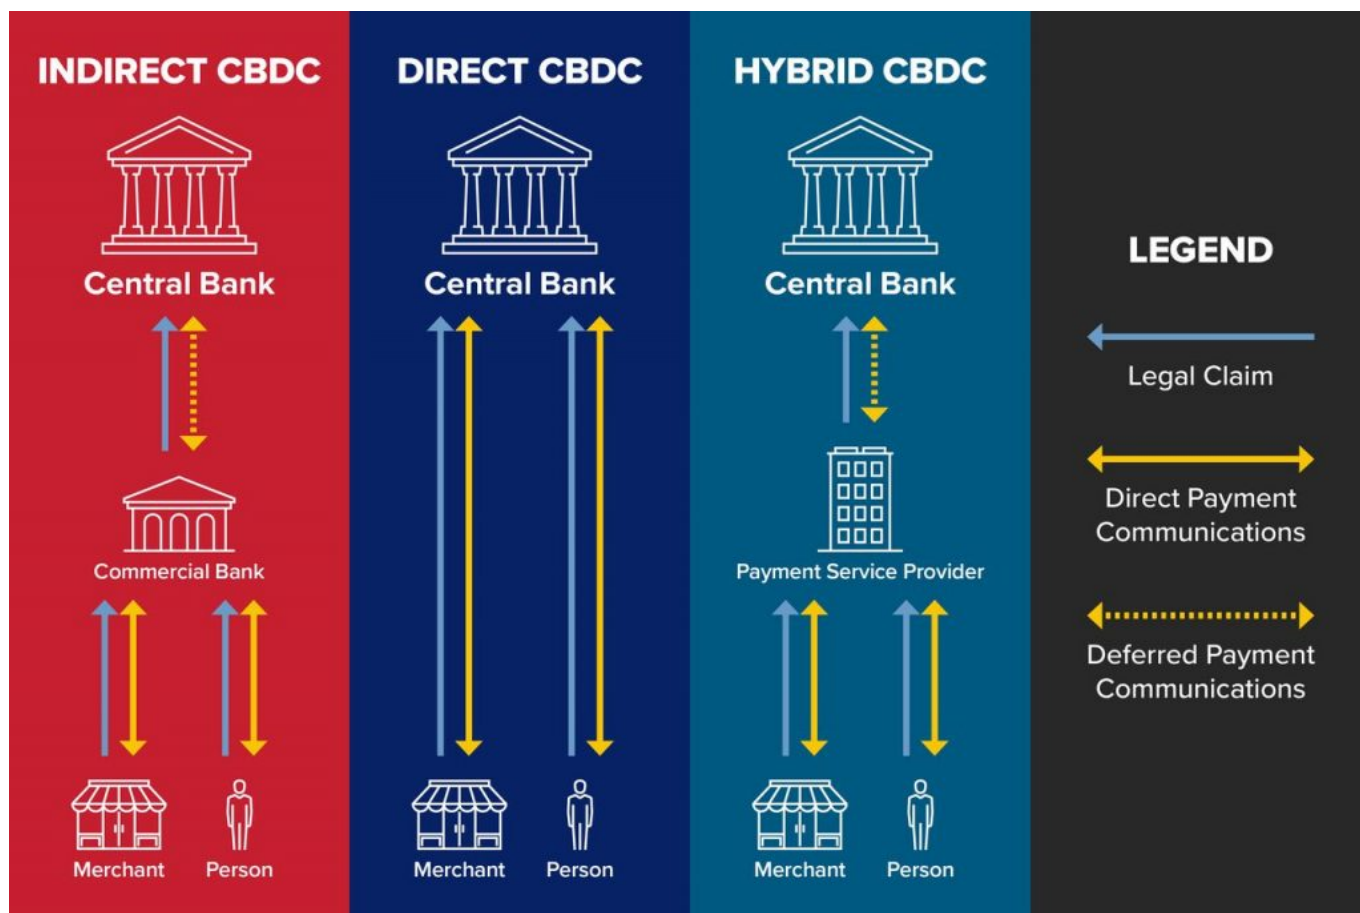 INDIRECT CBDC
Central Bank
Commercial Bank
Merchant
Person
DIRECT CBDC
Central Bank
Merchant
Person
HYBRID CBDC
Central Bank
Payment Service Provider
Merchant
Person
LEGEND
Legal Claim
Direct Payment
Communications
Deferred Payment
Communications